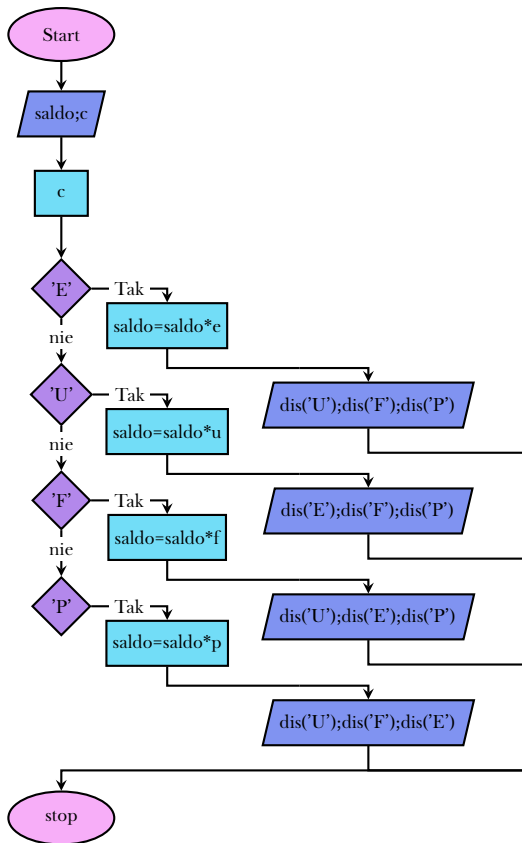 Start
saldo;c
c
'E'
Tak
saldo=saldo*e
nie
dis('U');dis('F');dis('P')
'U'
Tak
saldo=saldo*u
nie
dis('E');dis('F');dis('P')
'F'
Tak
saldo=saldo*f
nie
dis('U');dis('E');dis('P')
'P'
Tak
saldo=saldo*p
dis('U');dis('F');dis('E')
stop